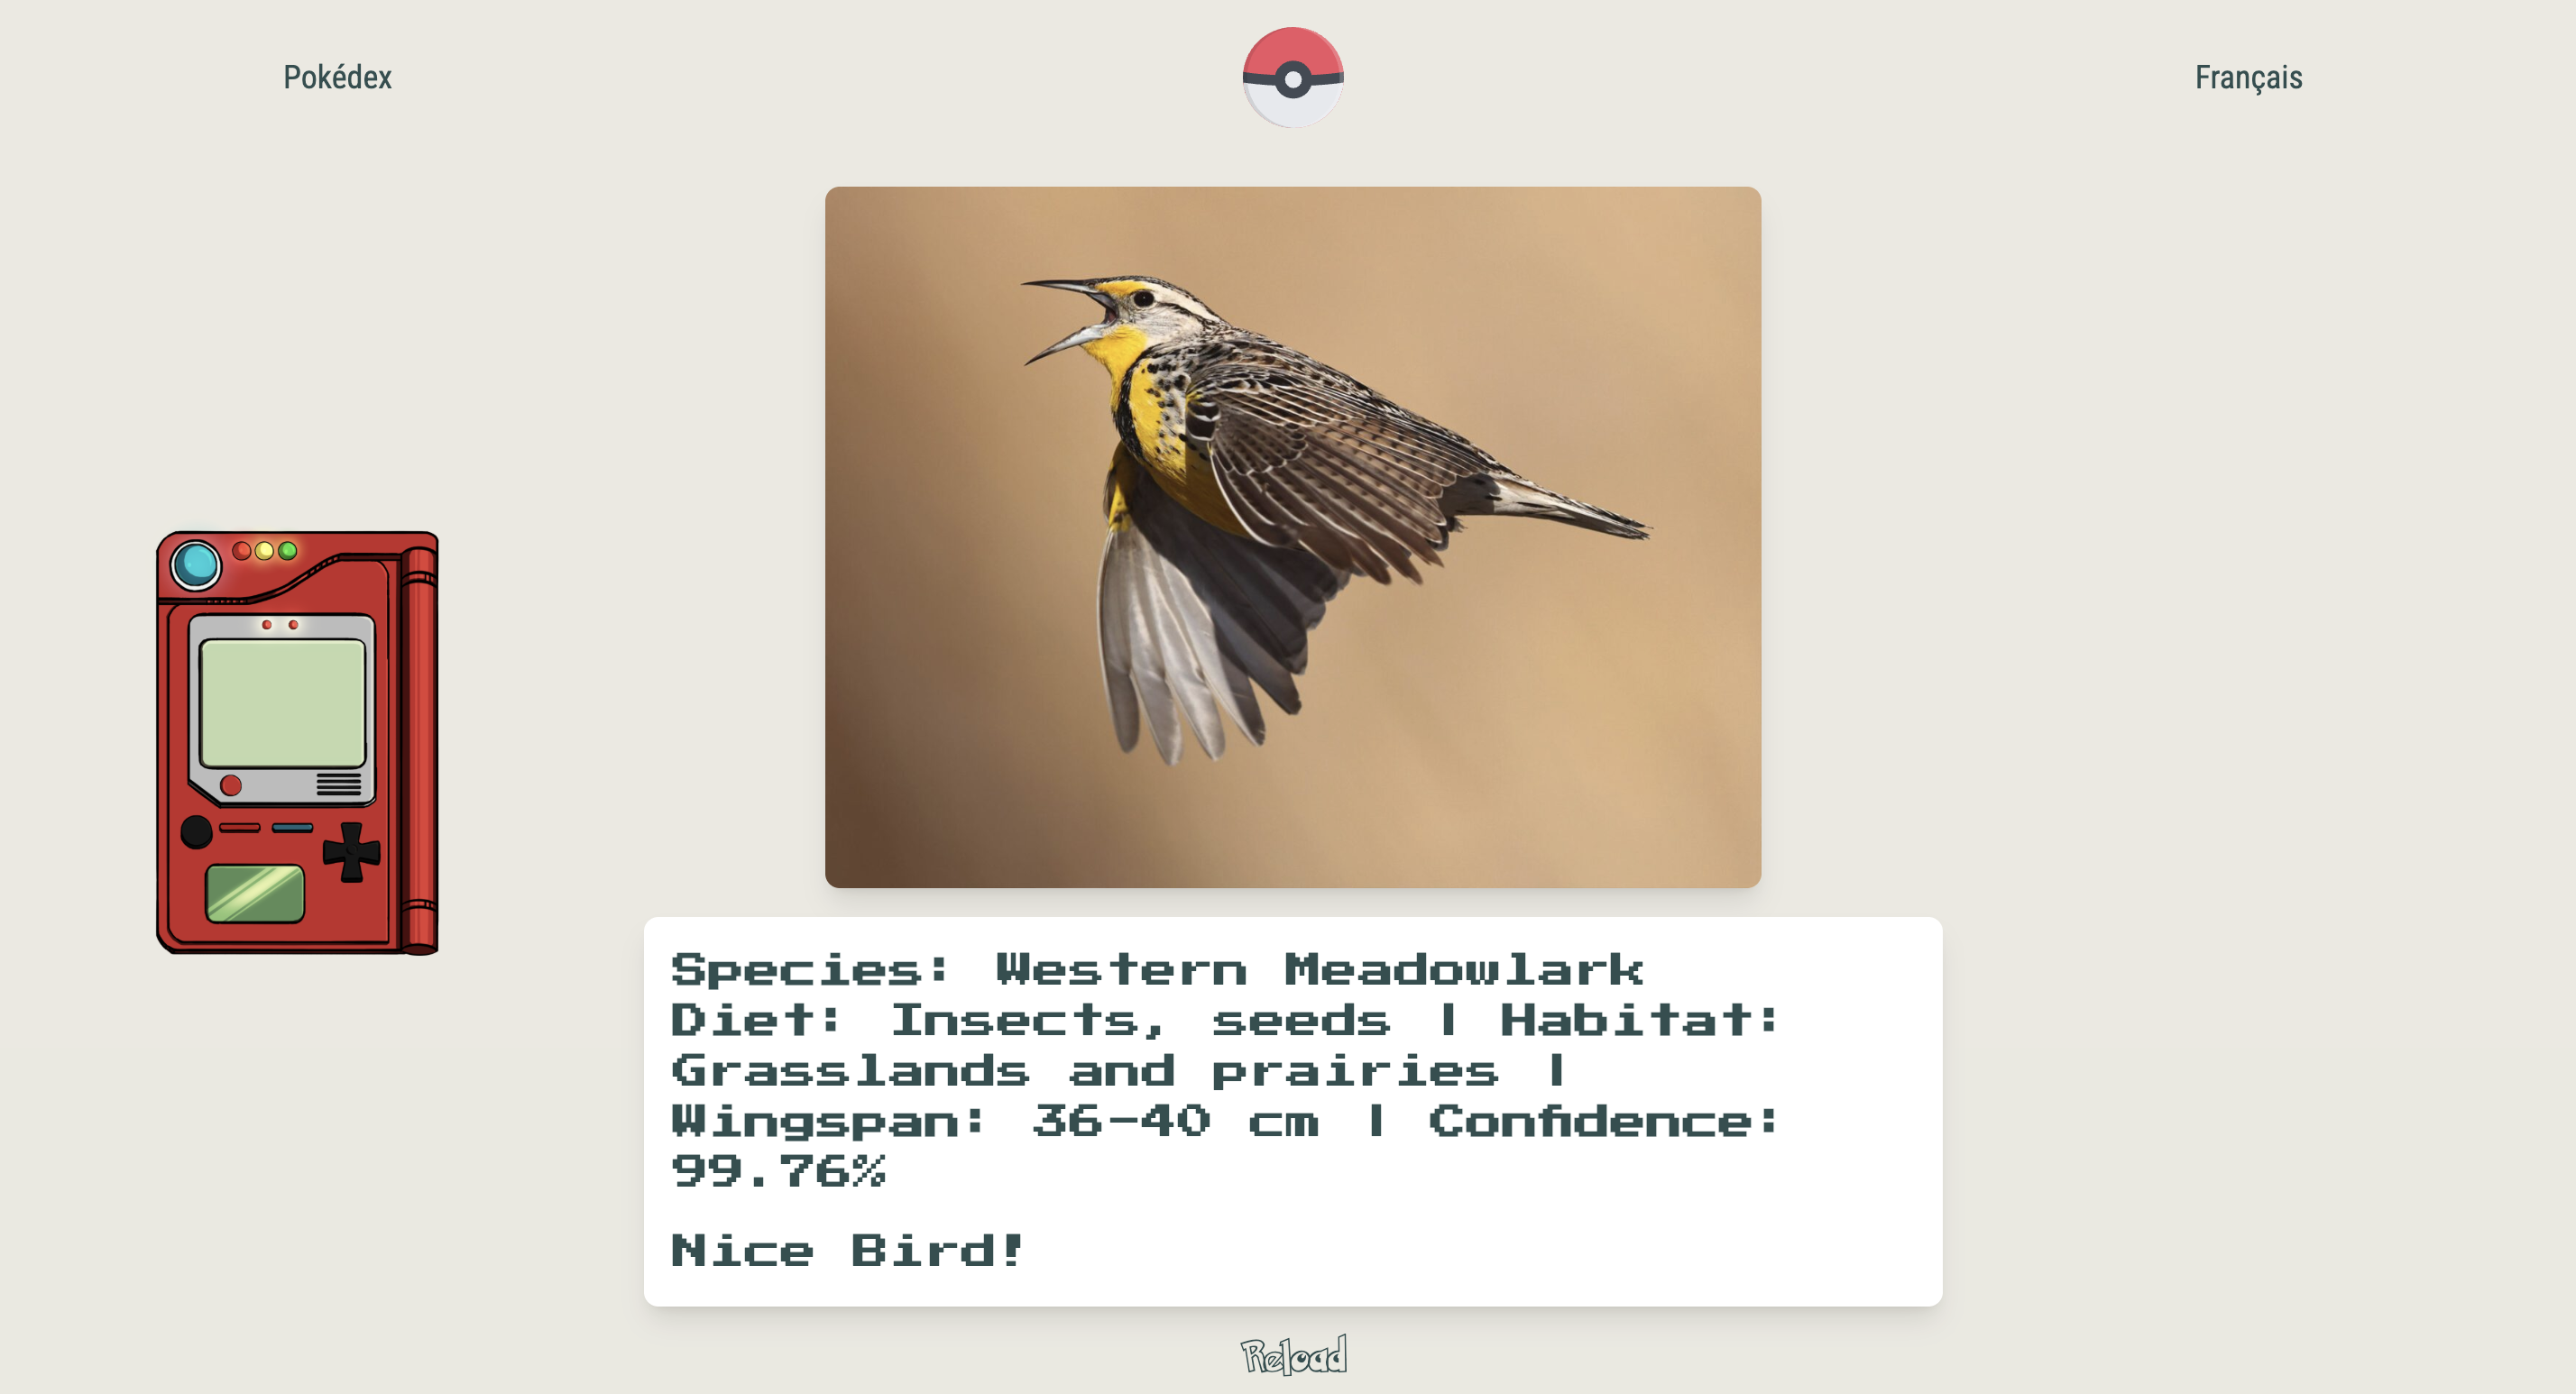 Pokédex
Français
Species: Western Meadowlark
Diet: Insects, seeds | Habitat:
Grasslands and prairies |
Wingspan: 36-40 cm | Confidence:
99.76%
Nice Bird!
Reload